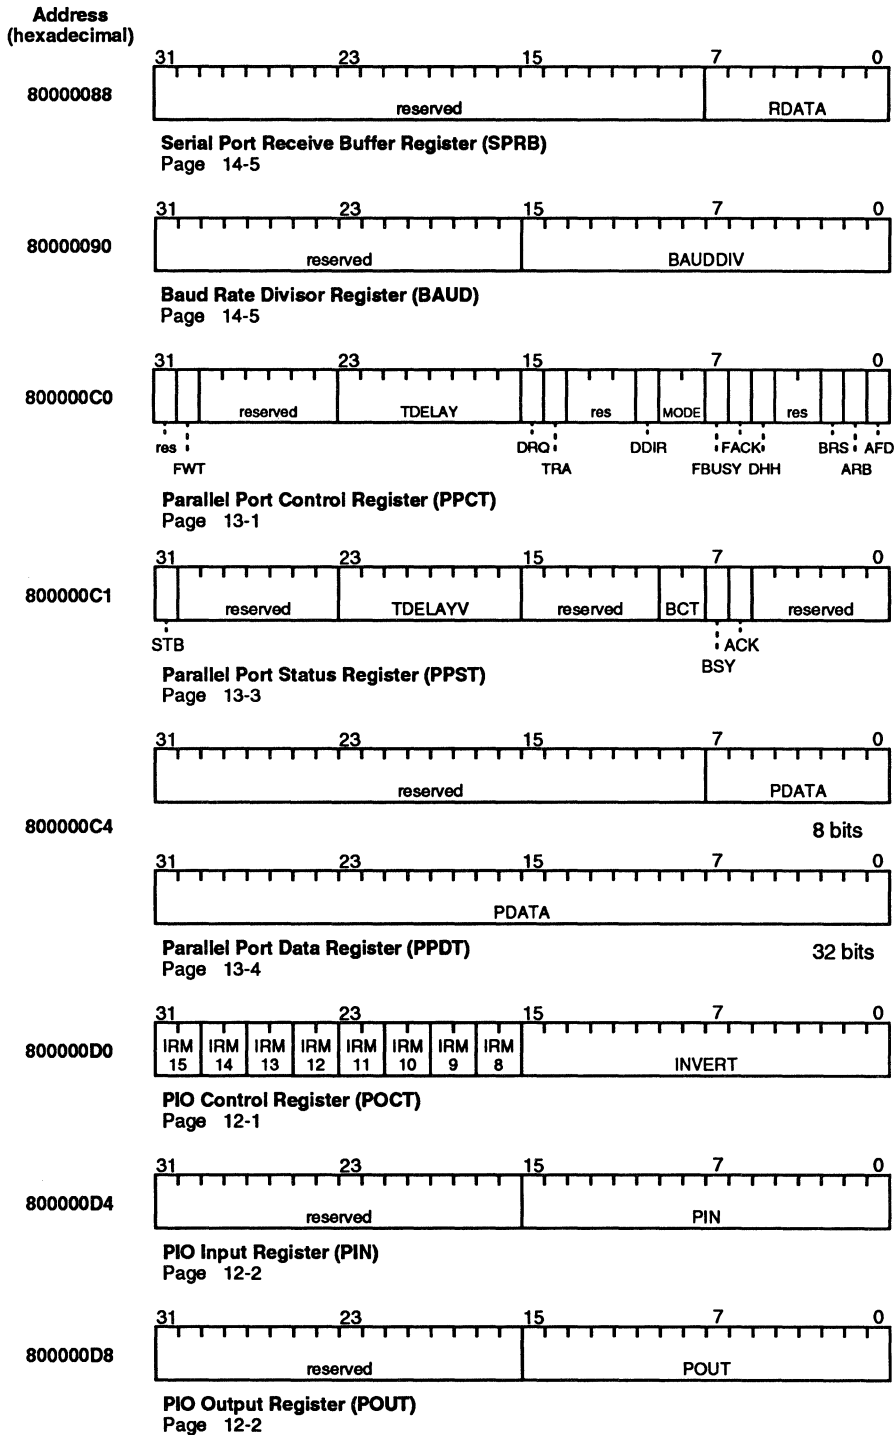 Address
(hexadecimal)
31 23 15 7 0
80000088
reserved RDATA
Serial Port Receive Buffer Register (SPRB)
Page 14-5
31 23 15 7 0
80000090
reserved BAUDDIV
Baud Rate Divisor Register (BAUD)
Page 14-5
31 23 15 7 0
800000C0
reserved TDELAY res MODE res
res DRQ DDIR FACK BRS AFD
FWT TRA FBUSY DHH ARB
Parallel Port Control Register (PPCT)
Page 13-1
31 23 15 7 0
800000C1
reserved TDELAYV reserved BCT reserved
STB ACK
BSY
Parallel Port Status Register (PPST)
Page 13-3
31 23 15 7 0
reserved PDATA
800000C4
8 bits
31 23 15 7 0
PDATA
Parallel Port Data Register (PPDT)
32 bits
Page 13-4
31 23 15 7 0
800000D0
IRM IRM IRM IRM IRM IRM IRM IRM
15 14 13 12 11 10 9 8 INVERT
PIO Control Register (POCT)
Page 12-1
31 23 15 7 0
800000D4
reserved PIN
PIO Input Register (PIN)
Page 12-2
31 23 15 7 0
800000D8
reserved POUT
PIO Output Register (POUT)
Page 12-2